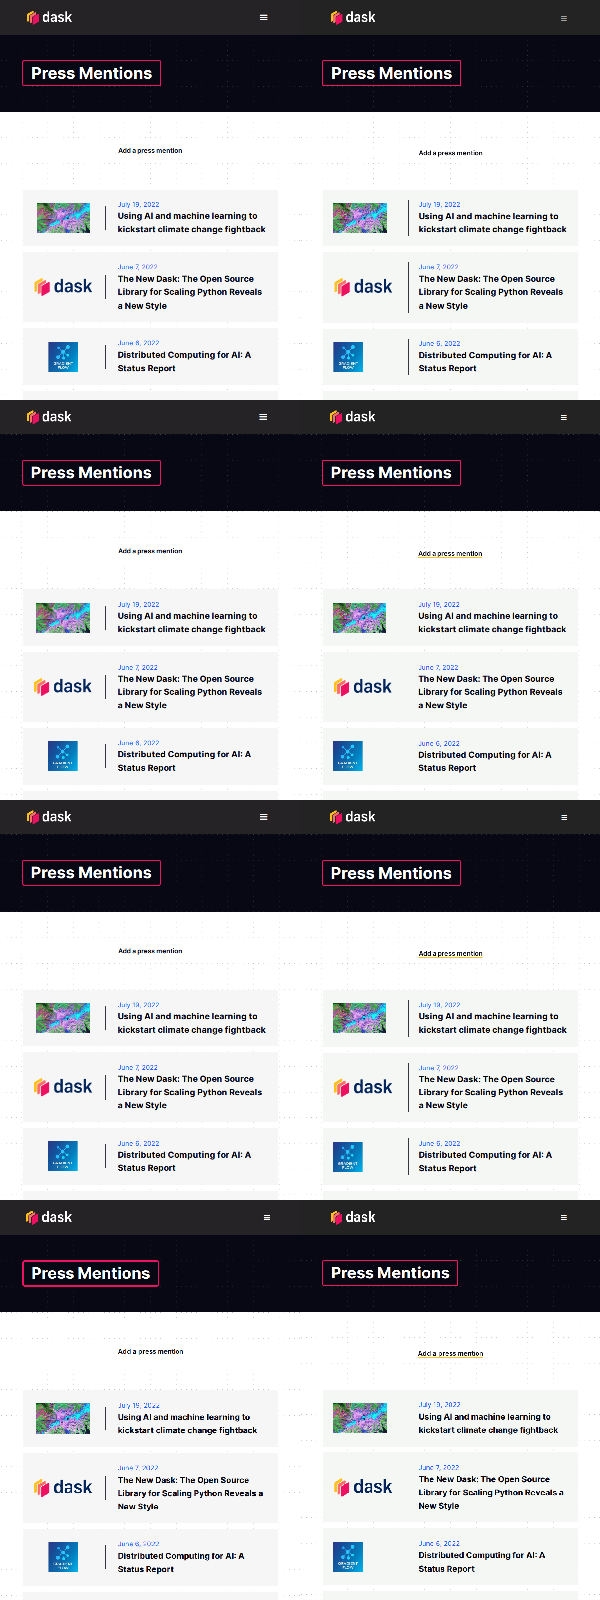 dask
dask
Press Mentions
Press Mentions
Add a press mention
Add a press mention
July 19, 2022
Using AI and machine learning to
kickstart climate change fightback
July 19, 2022
Using AI and machine learning to
kickstart climate change fightback
dask
June 7, 2022
The New Dask: The Open Source
Library for Scaling Python Reveals
a New Style
dask
June 7, 2022
The New Dask: The Open Source
Library for Scaling Python Reveals
a New Style
GRADIENT
FLOW
June 6, 2022
Distributed Computing for AI: A
Status Report
GRADIENT
FLOW
June 6, 2022
Distributed Computing for AI: A
Status Report
dask
dask
Press Mentions
Press Mentions
Add a press mention
Add a press mention
July 19, 2022
Using AI and machine learning to
kickstart climate change fightback
July 19, 2022
Using AI and machine learning to
kickstart climate change fightback
dask
June 7, 2022
The New Dask: The Open Source
Library for Scaling Python Reveals
a New Style
dask
June 7, 2022
The New Dask: The Open Source
Library for Scaling Python Reveals
a New Style
GRADIENT
FLOW
June 6, 2022
Distributed Computing for AI: A
Status Report
GRADIENT
FLOW
June 6, 2022
Distributed Computing for AI: A
Status Report
dask
dask
Press Mentions
Press Mentions
Add a press mention
Add a press mention
July 19, 2022
Using AI and machine learning to
kickstart climate change fightback
July 19, 2022
Using AI and machine learning to
kickstart climate change fightback
dask
June 7, 2022
The New Dask: The Open Source
Library for Scaling Python Reveals
a New Style
dask
June 7, 2022
The New Dask: The Open Source
Library for Scaling Python Reveals
a New Style
GRADIENT
FLOW
June 6, 2022
Distributed Computing for AI: A
Status Report
GRADIENT
FLOW
June 6, 2022
Distributed Computing for AI: A
Status Report
dask
dask
Press Mentions
Press Mentions
Add a press mention
Add a press mention
July 19, 2022
Using AI and machine learning to
kickstart climate change fightback
July 19, 2022
Using AI and machine learning to
kickstart climate change fightback
dask
June 7, 2022
The New Dask: The Open Source
Library for Scaling Python Reveals a
New Style
dask
June 7, 2022
The New Dask: The Open Source
Library for Scaling Python Reveals a
New Style
GRADIENT
FLOW
June 6, 2022
Distributed Computing for AI: A
Status Report
GRADIENT
FLOW
June 6, 2022
Distributed Computing for AI: A
Status Report